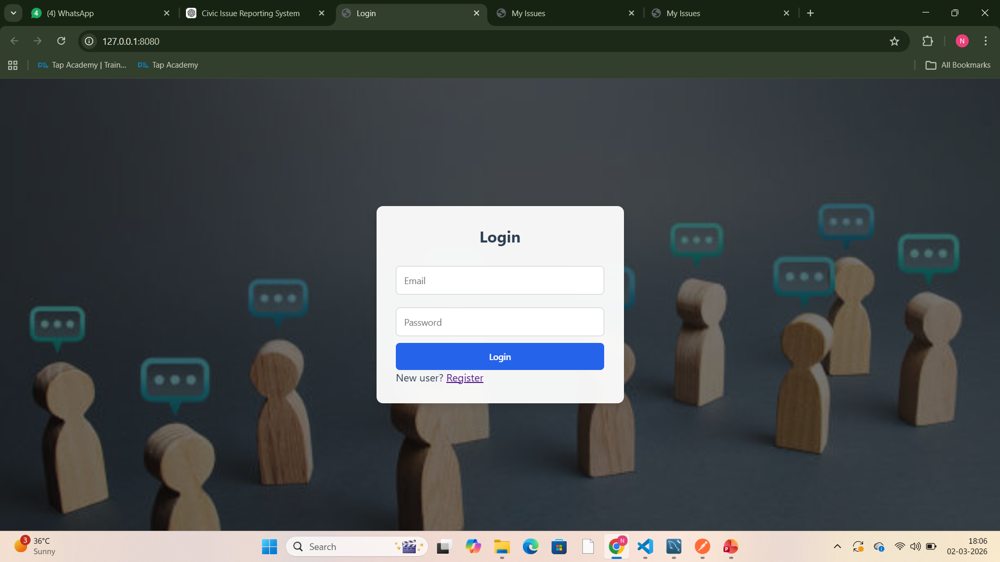 4
(4) WhatsApp
Civic Issue Reporting System
Login
My Issues
My Issues
127.0.0.1:8080
N
Tap Academy | Train...
Tap Academy
All Bookmarks
Login
Email
Password
Login
New user? Register
3
36°C
Sunny
Search
N
P
18:06
02-03-2026